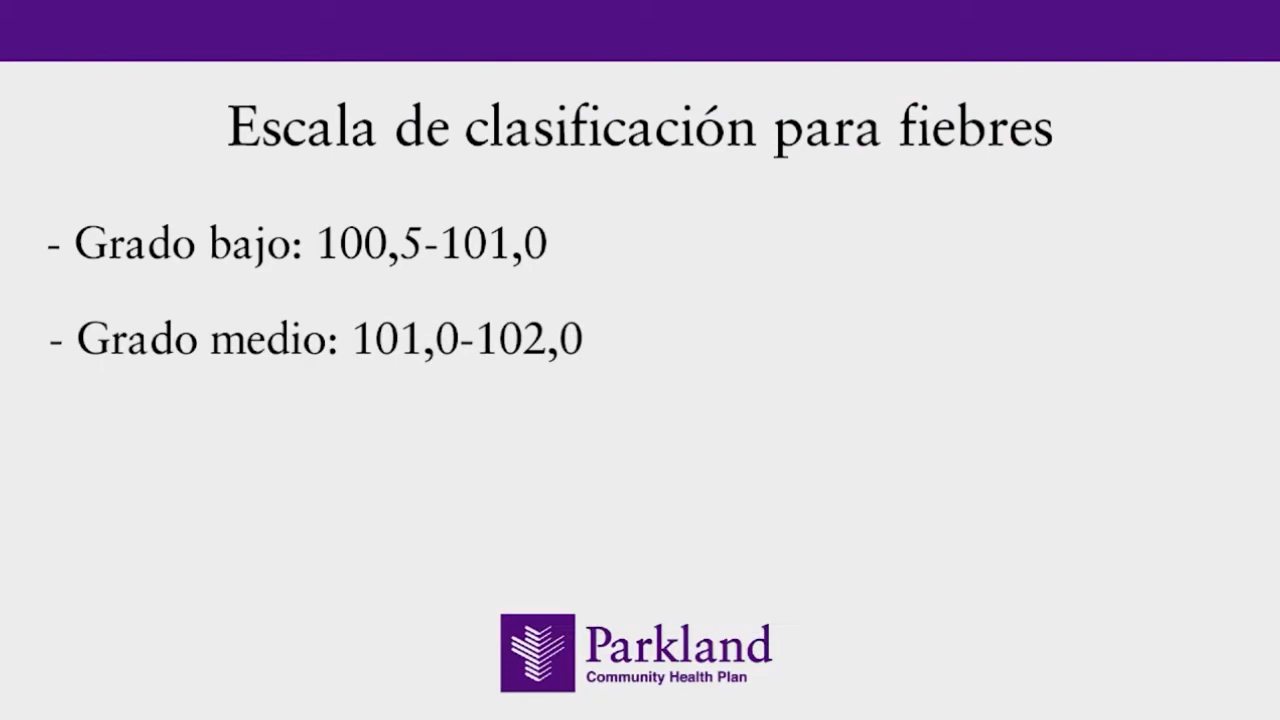 Escala de clasificación para fiebres
- Grado bajo: 100,5-101,0
- Grado medio: 101,0-102,0
Parkland
Community Health Plan